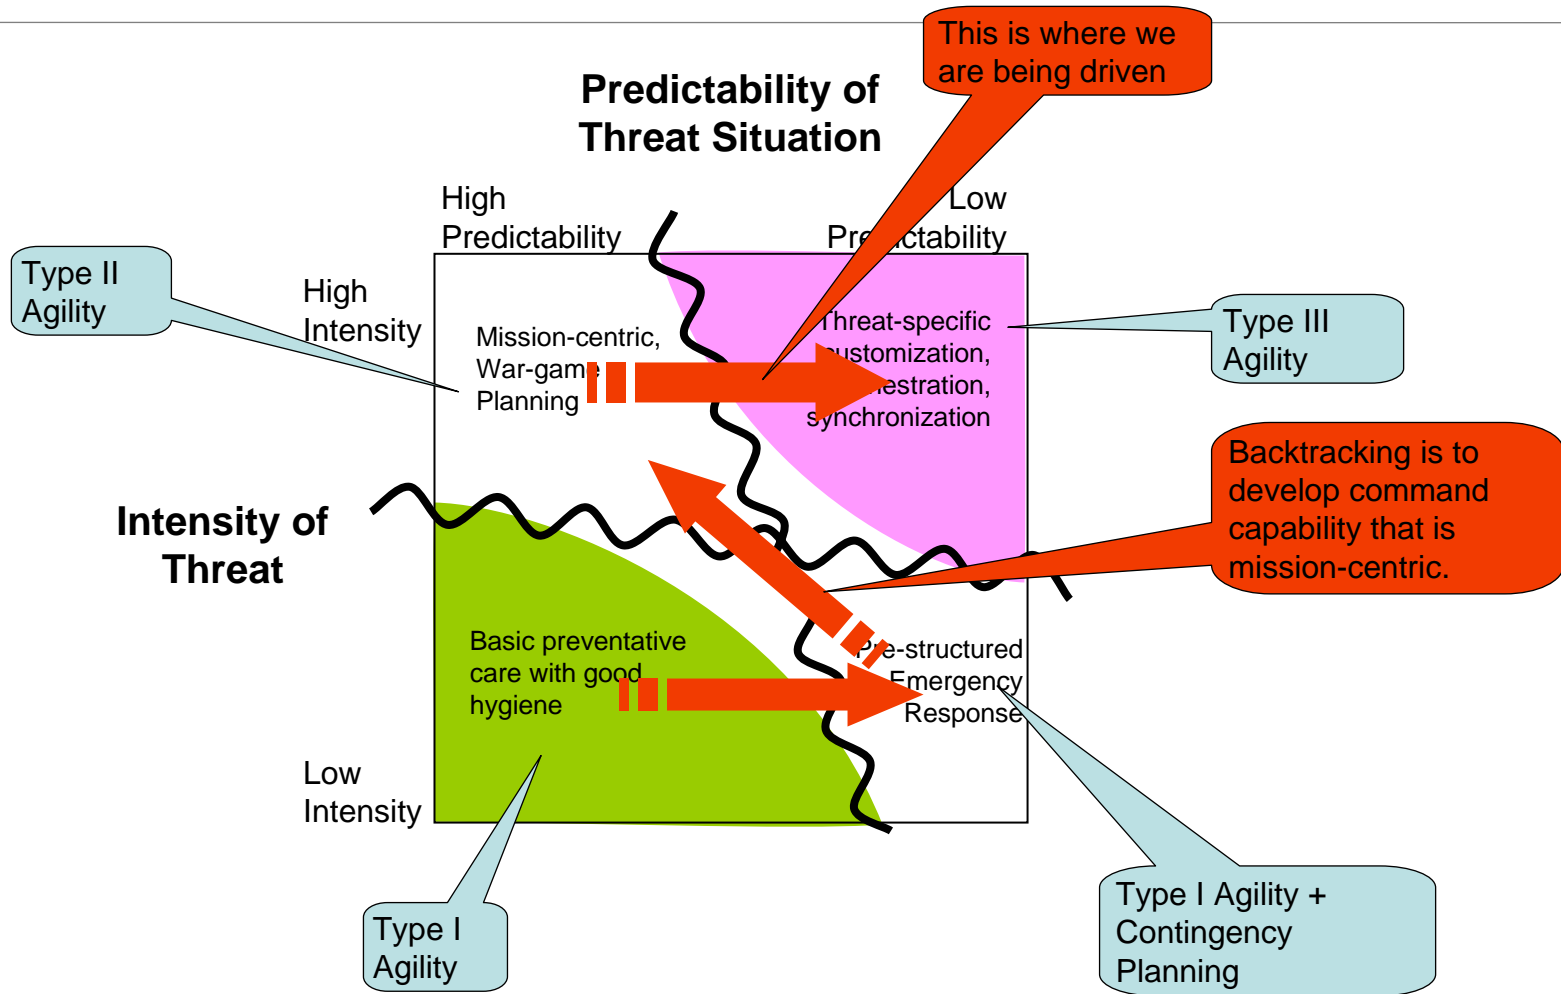 This is where we
are being driven
Predictability of
Threat Situation
High
Predictability
Low
Predictability
Type II
Agility
High
Intensity
Mission-centric,
War-game
Planning
Threat-specific
customization,
orchestration,
synchronization
Type III
Agility
Backtracking is to
develop command
capability that is
mission-centric.
Intensity of
Threat
Basic preventative
care with good
hygiene
Pre-structured
Emergency
Response
Low
Intensity
Type I
Agility
Type I Agility +
Contingency
Planning